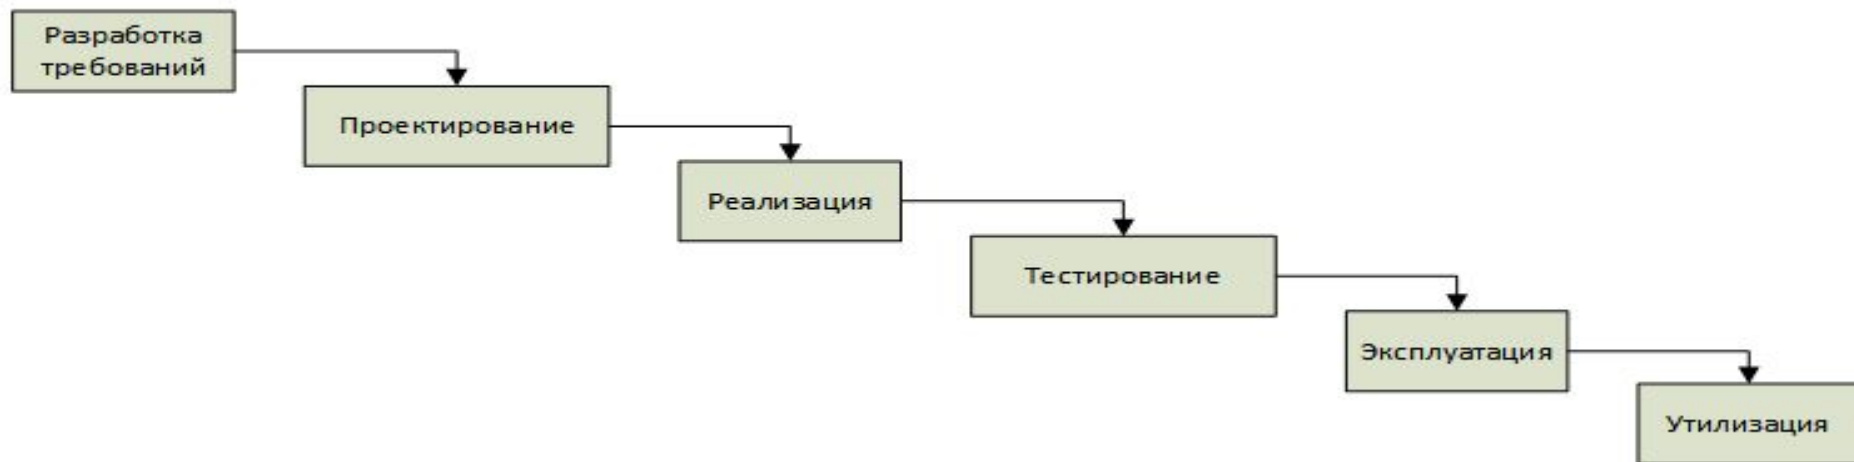 Разработка
требований
Проектирование
Реализация
Тестирование
Эксплуатация
Утилизация